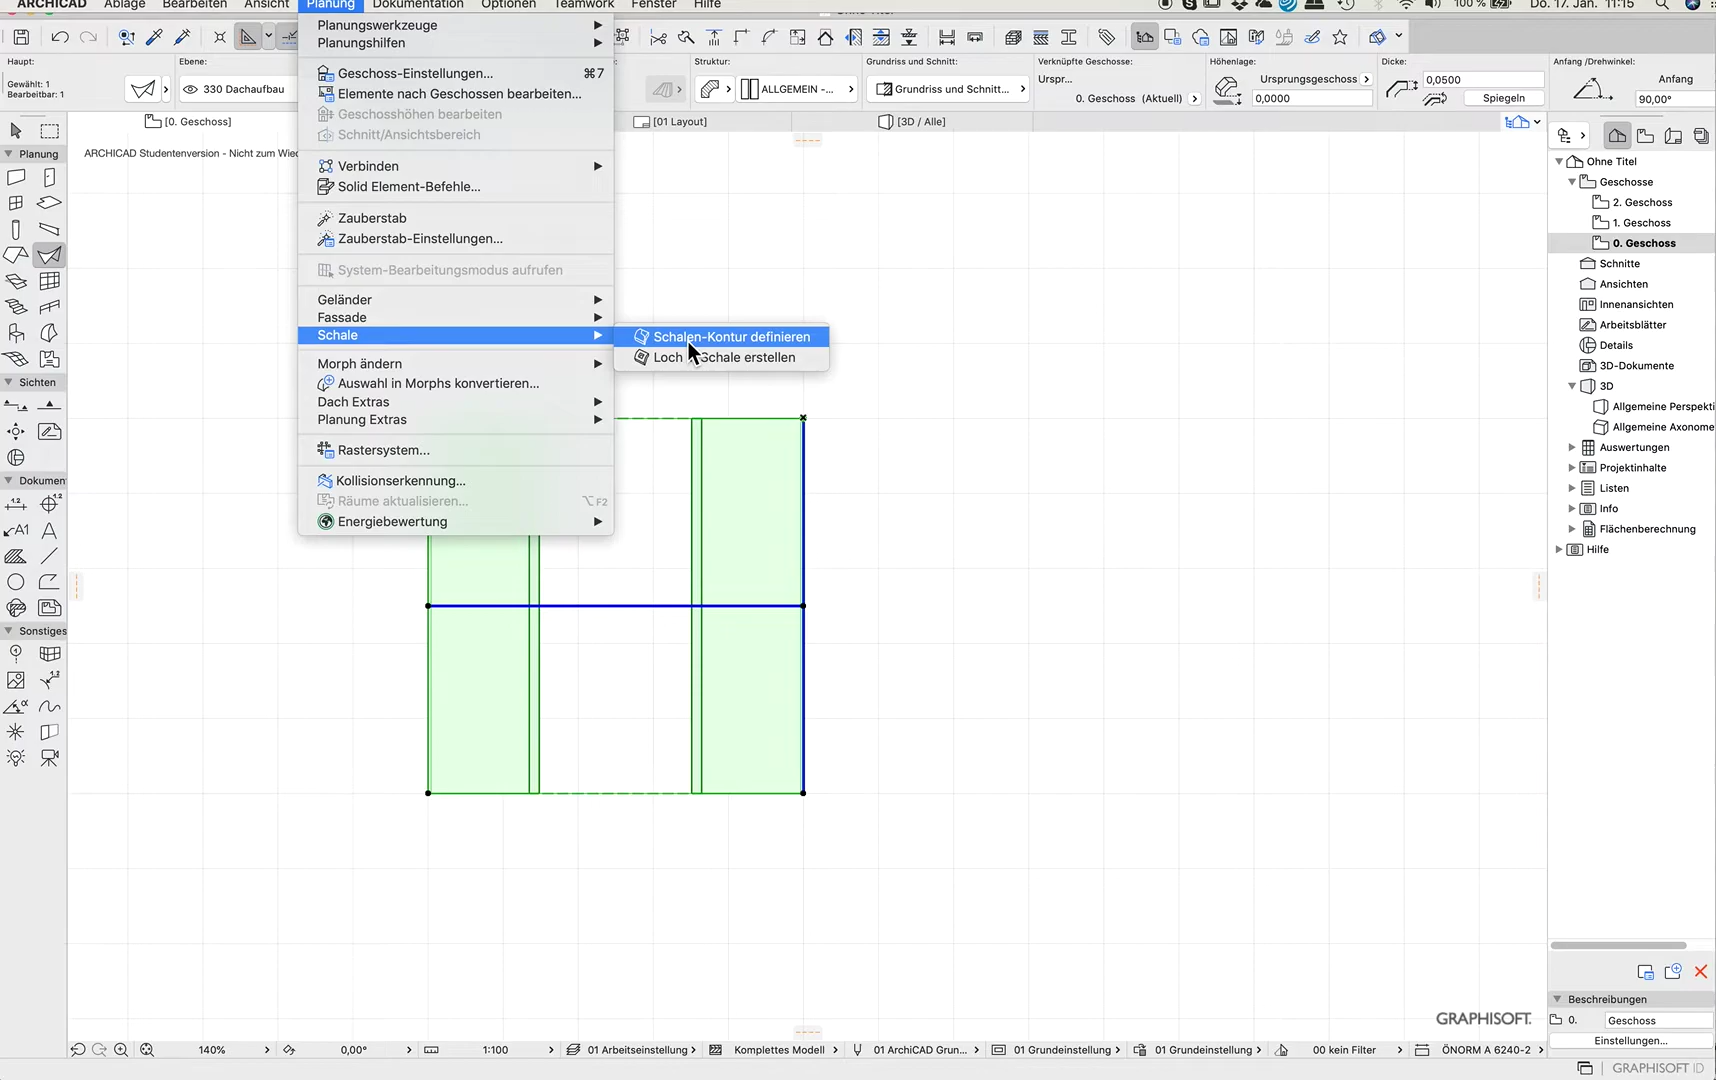 ARCHICAD Ablage Bearbeiten Ansicht Planung Dokumentation Optionen Teamwork Fenster Hilfe 100 % Do. 17. Jan. 11:15
Ohne Titel
Haupt:
Gewählt: 1
Bearbeitbar: 1
Ebene:
330 Dachaufbau
Struktur:
ALLGEMEIN -...
Grundriss und Schnitt:
Grundriss und Schnitt...
Verknüpfte Geschosse:
Urspr...
0. Geschoss (Aktuell)
Höhenlage:
Ursprungsgeschoss
0,0000
Dicke:
0,0500
Spiegeln
Anfang /Drehwinkel:
Anfang
90,00°
[0. Geschoss]
[01 Layout]
[3D / Alle]
ARCHICAD Studentenversion - Nicht zum Wied
Planungswerkzeuge
Planungshilfen
Geschoss-Einstellungen... ⌘7
Elemente nach Geschossen bearbeiten...
Geschosshöhen bearbeiten
Schnitt/Ansichtsbereich
Verbinden
Solid Element-Befehle...
Zauberstab
Zauberstab-Einstellungen...
System-Bearbeitungsmodus aufrufen
Geländer
Fassade
Schale
Schalen-Kontur definieren
Loch Schale erstellen
Morph ändern
Auswahl in Morphs konvertieren...
Dach Extras
Planung Extras
Rastersystem...
Kollisionserkennung...
Räume aktualisieren... ⌥F2
Energiebewertung
Planung
Sichten
Dokumen
A1
A
Sonstiges
Ohne Titel
Geschosse
2. Geschoss
1. Geschoss
0. Geschoss
Schnitte
Ansichten
Innenansichten
Arbeitsblätter
Details
3D-Dokumente
3D
Allgemeine Perspekti
Allgemeine Axonome
Auswertungen
Projektinhalte
Listen
Info
Flächenberechnung
Hilfe
Beschreibungen
0. Geschoss
Einstellungen...
GRAPHISOFT.
140% 0,00° 1:100 01 Arbeitseinstellung Komplettes Modell 01 ArchiCAD Grun... 01 Grundeinstellung 01 Grundeinstellung 00 kein Filter ÖNORM A 6240-2
GRAPHISOFT ID